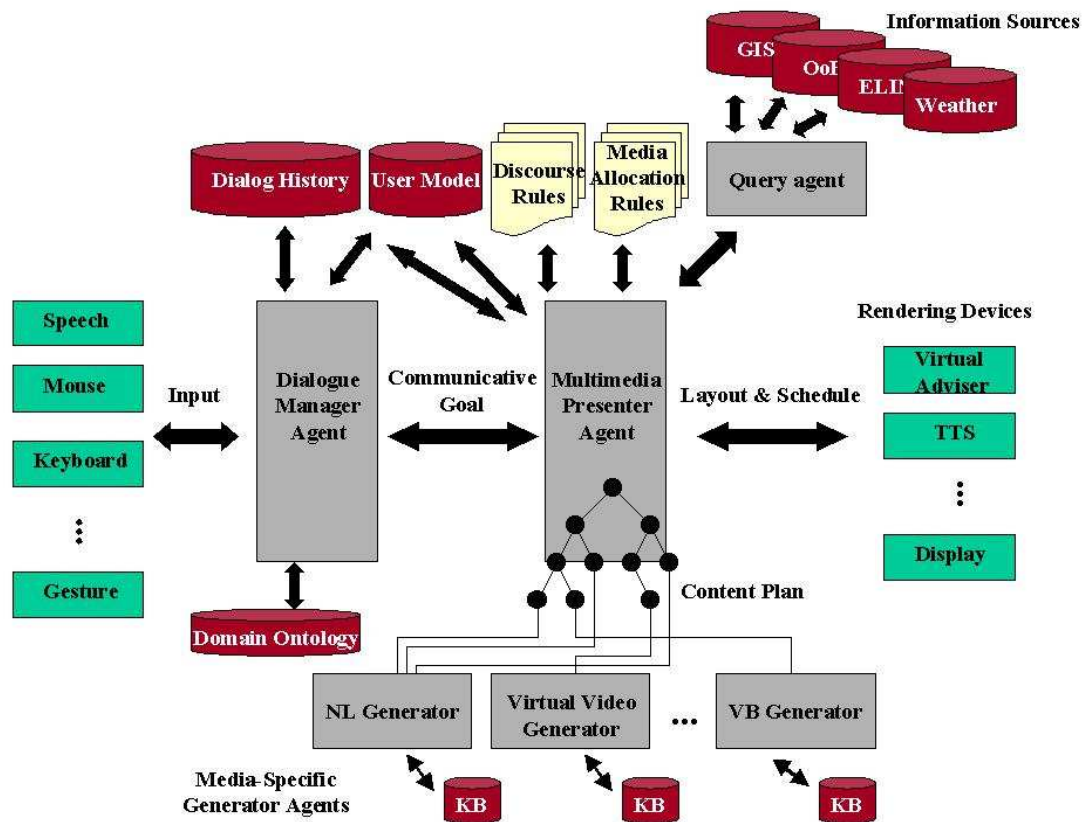 Information Sources
GIS
OoB
ELIN
Weather
Dialog History
User Model
Discourse
Rules
Media
Allocation
Rules
Query agent
Speech
Mouse
Keyboard
Gesture
Input
Dialogue
Manager
Agent
Communicative
Goal
Multimedia
Presenter
Agent
Layout & Schedule
Rendering Devices
Virtual
Adviser
TTS
Display
Content Plan
Domain Ontology
NL Generator
Virtual Video
Generator
...
VB Generator
Media-Specific
Generator Agents
KB
KB
KB